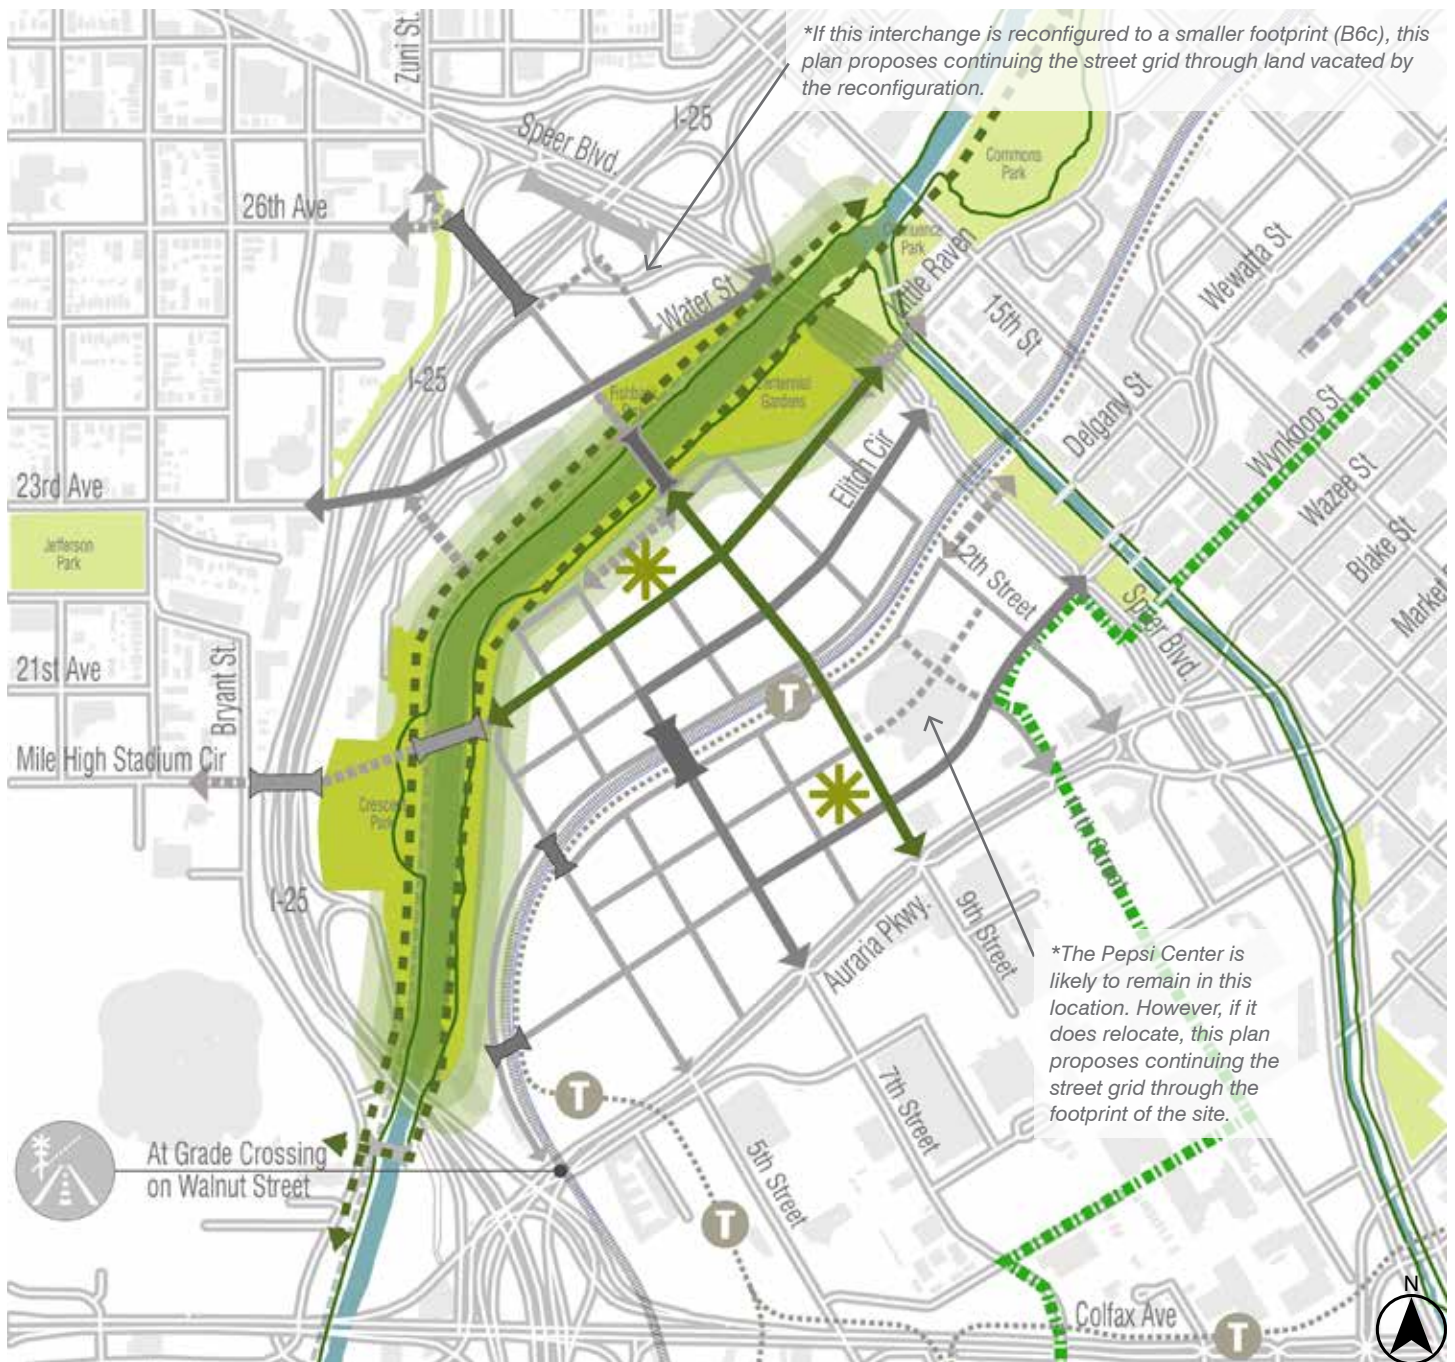 *If this interchange is reconfigured to a smaller footprint (B6c), this
plan proposes continuing the street grid through land vacated by
the reconfiguration.
Zuni St.
I-25
Speer Blvd.
Commons
Park
26th Ave
Park
Little Raven
Wewatta St
Water St
15th St
I-25
Centennial
Gardens
Delgany St
Wynkoop St
Elitch Cir
23rd Ave
Wazee St
Jefferson
Park
Blake St
12th Street
Market
Speer Blvd.
21st Ave
Bryant St.
T
Mile High Stadium Cir
Crescent
Park
11th Street
I-25
9th Street
Auraria Pkwy.
*The Pepsi Center is
likely to remain in this
location. However, if it
does relocate, this plan
proposes continuing the
street grid through the
footprint of the site.
7th Street
T
At Grade Crossing
on Walnut Street
5th Street
T
N
Colfax Ave
T